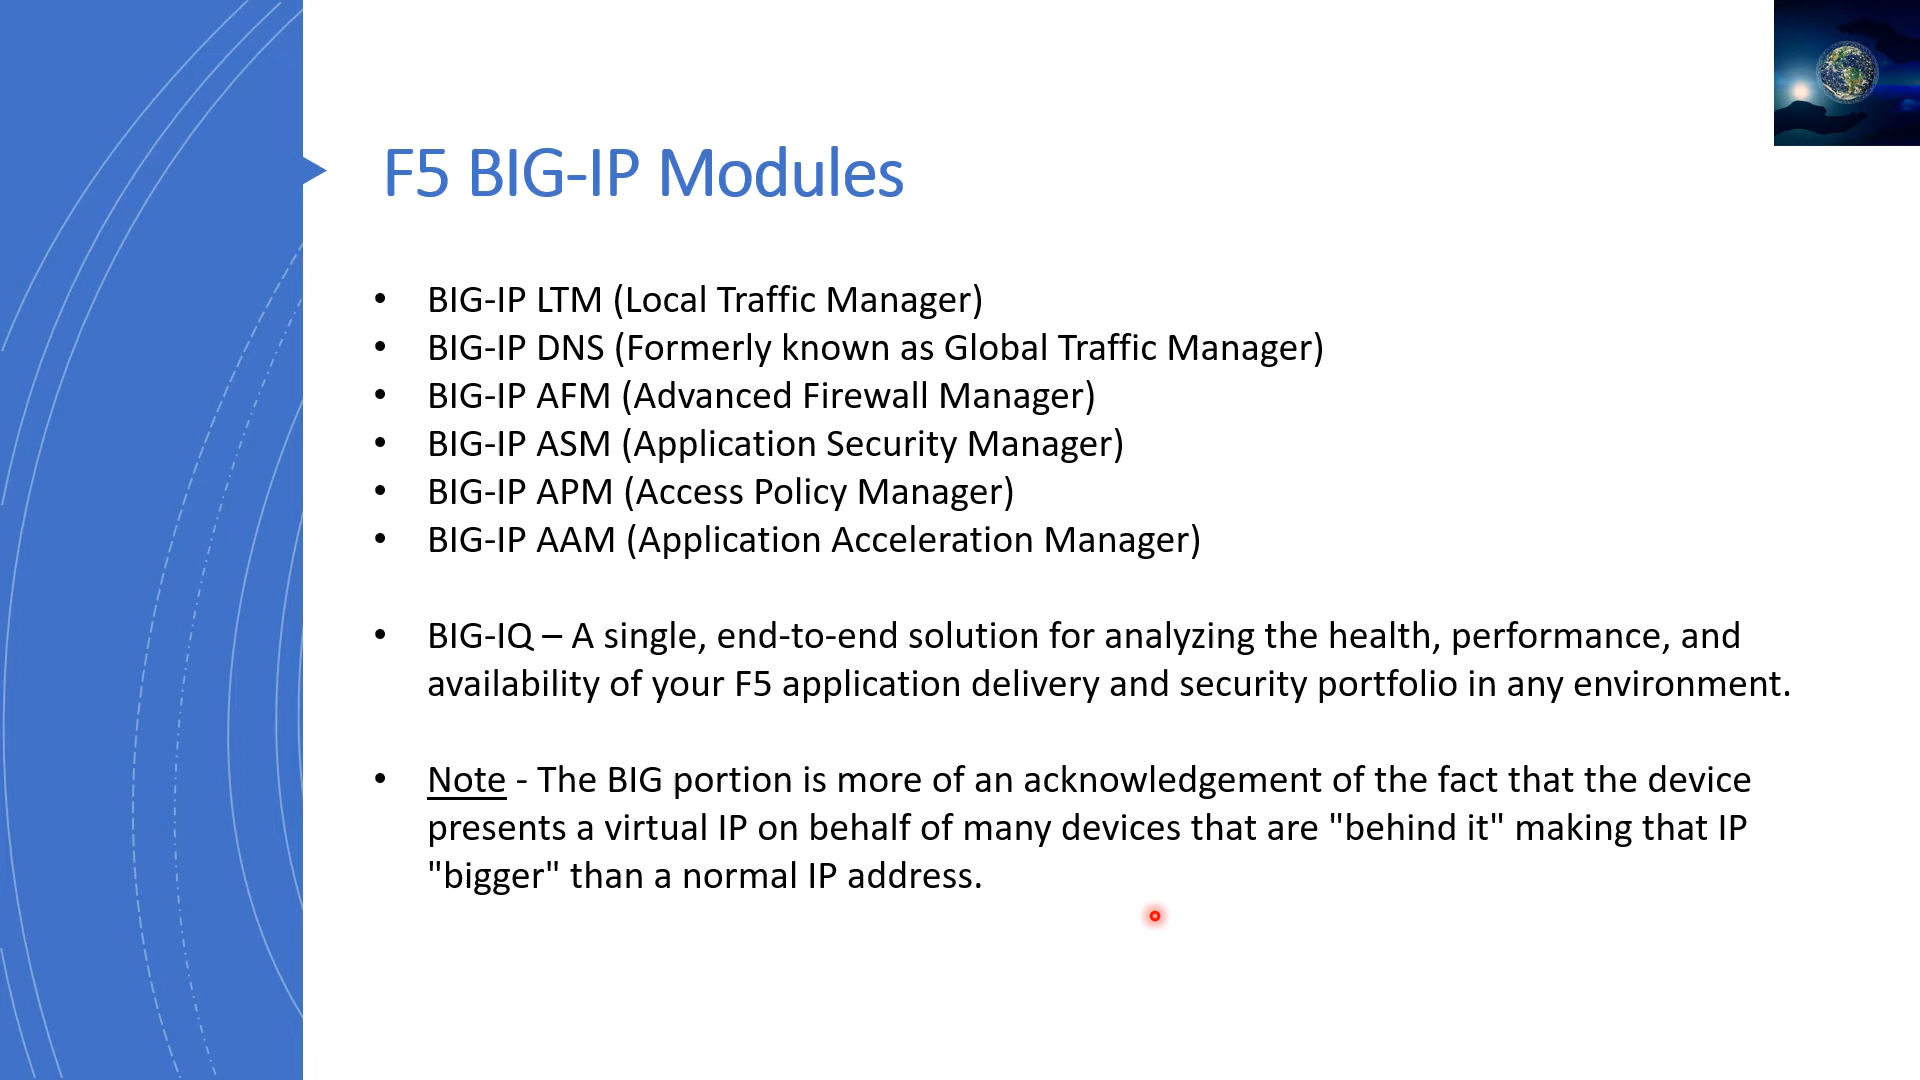 F5 BIG-IP Modules
• BIG-IP LTM (Local Traffic Manager)
• BIG-IP DNS (Formerly known as Global Traffic Manager)
• BIG-IP AFM (Advanced Firewall Manager)
• BIG-IP ASM (Application Security Manager)
• BIG-IP APM (Access Policy Manager)
• BIG-IP AAM (Application Acceleration Manager)
• BIG-IQ – A single, end-to-end solution for analyzing the health, performance, and
availability of your F5 application delivery and security portfolio in any environment.
• Note - The BIG portion is more of an acknowledgement of the fact that the device
presents a virtual IP on behalf of many devices that are "behind it" making that IP
"bigger" than a normal IP address.